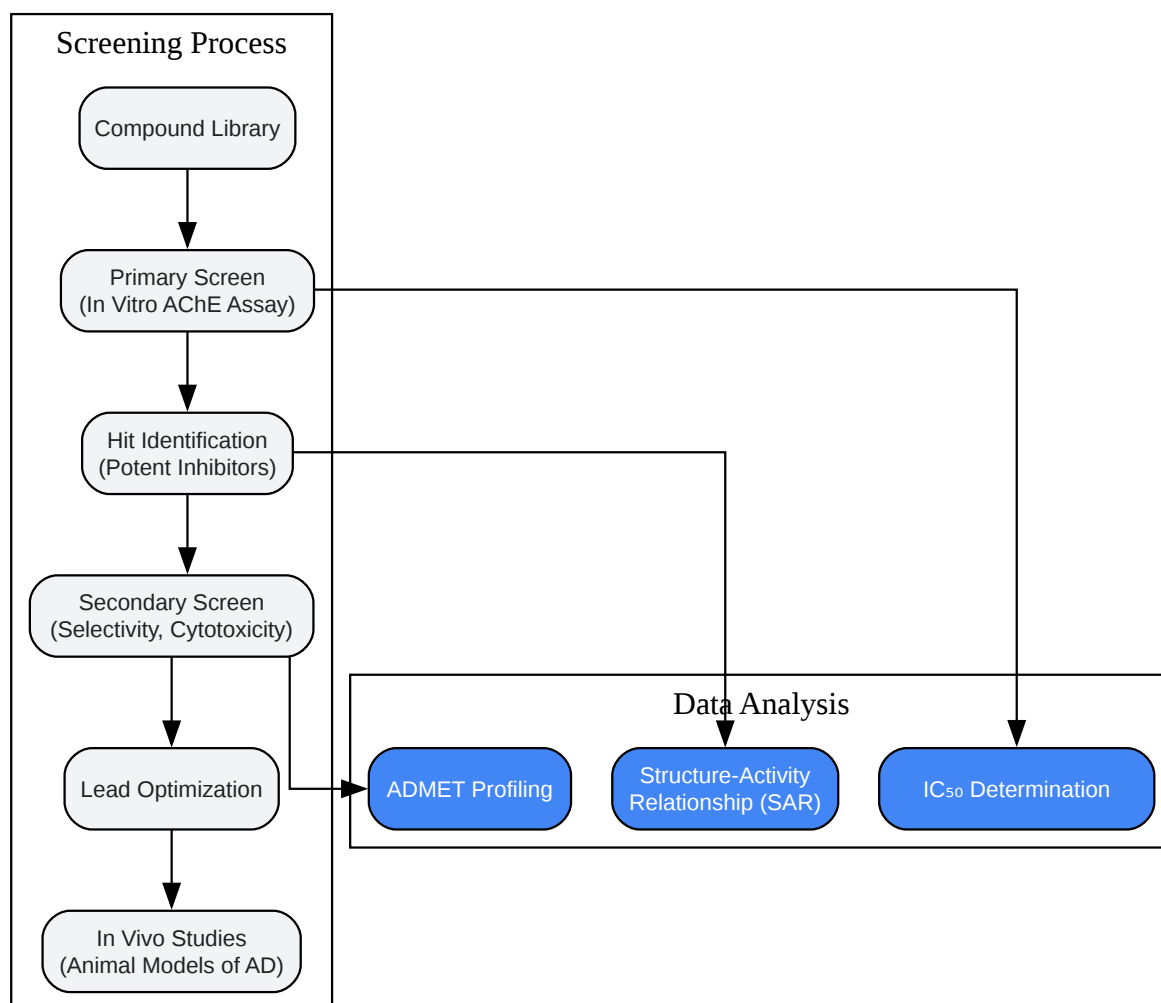 Screening Process
Compound Library
Primary Screen
(In Vitro AChE Assay)
Hit Identification
(Potent Inhibitors)
Secondary Screen
(Selectivity, Cytotoxicity)
Lead Optimization
In Vivo Studies
(Animal Models of AD)
Data Analysis
ADMET Profiling
Structure-Activity
Relationship (SAR)
IC₅₀ Determination